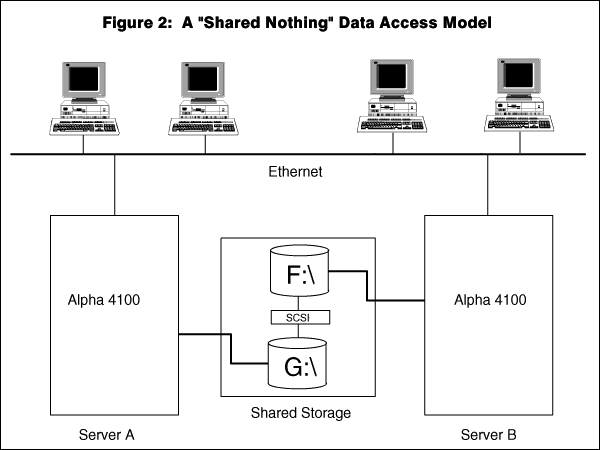 Figure 2:  A "Shared Nothing" Data Access Model
Ethernet
Alpha 4100
F:\
SCSI
G:\
Alpha 4100
Shared Storage
Server A
Server B